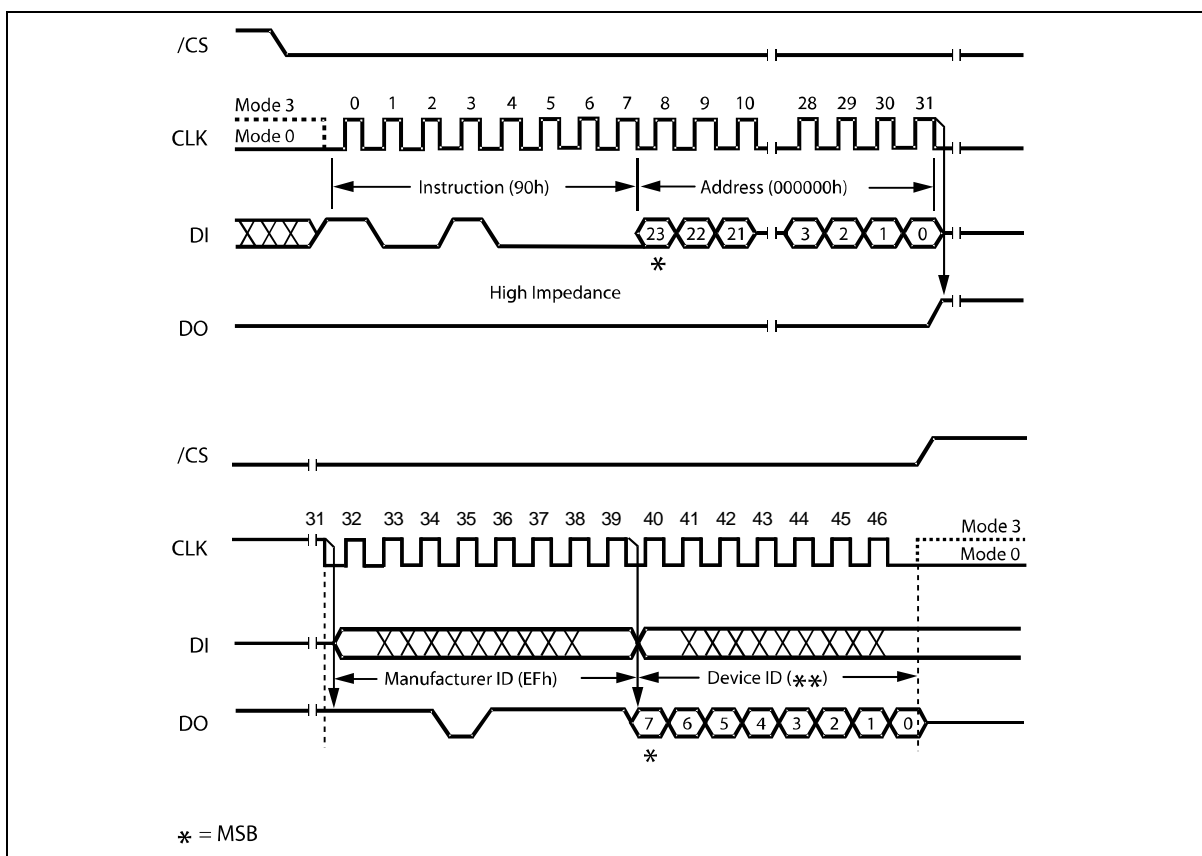 /CS
0 1 2 3 4 5 6 7 8 9 10 28 29 30 31
Mode 3
CLK
Mode 0
Instruction (90h) Address (000000h)
DI 23 22 21 3 2 1 0
*
High Impedance
DO
/CS
31 32 33 34 35 36 37 38 39 40 41 42 43 44 45 46
Mode 3
CLK
Mode 0
DI
Manufacturer ID (EFh) Device ID (**)
DO 7 6 5 4 3 2 1 0
*
* = MSB